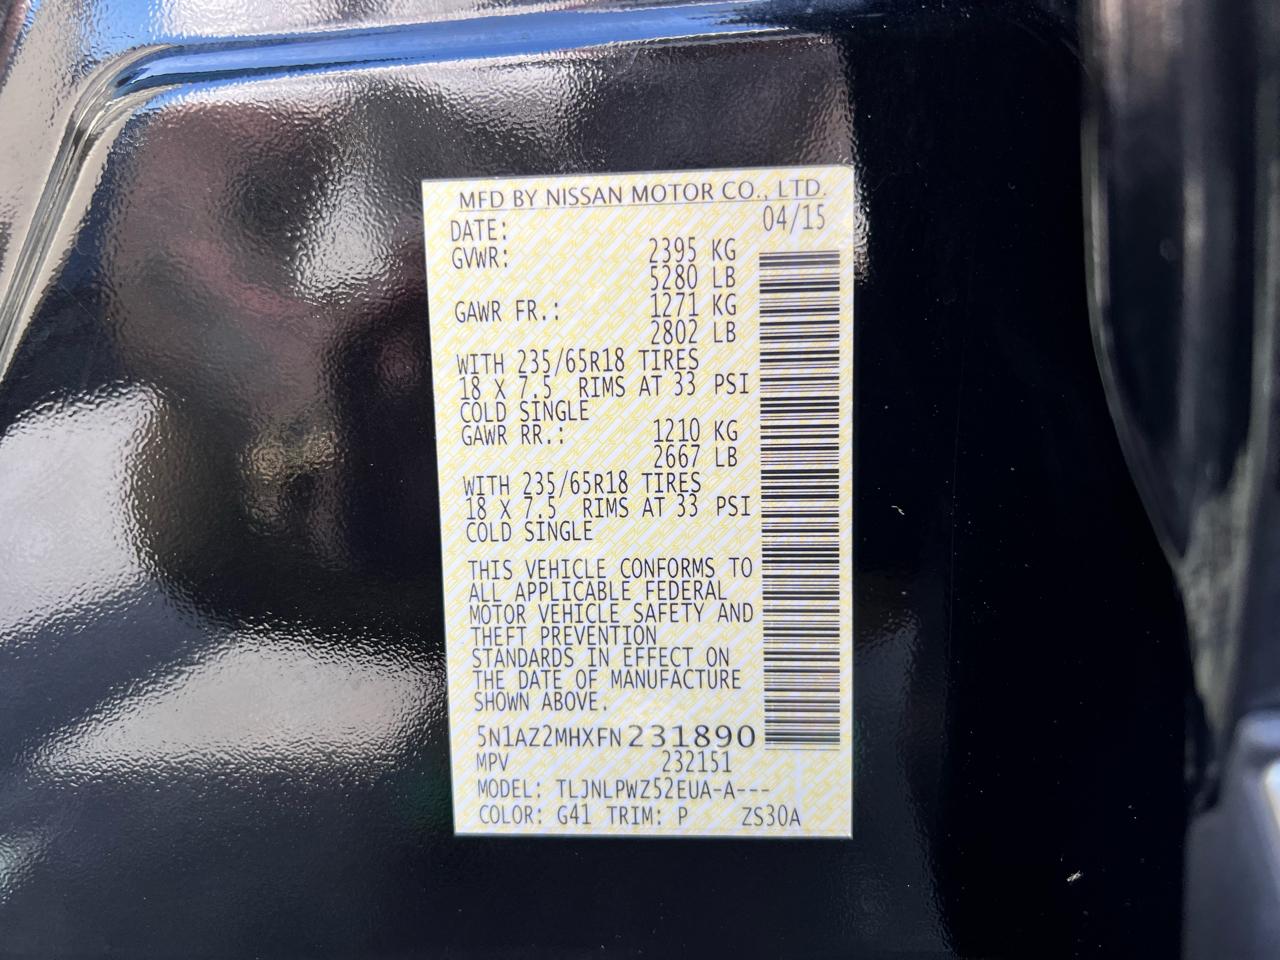 MFD BY NISSAN MOTOR CO., LTD.
DATE: 04/15
GVWR: 2395 KG
5280 LB
GAWR FR.: 1271 KG
2802 LB
WITH 235/65R18 TIRES
18 X 7.5 RIMS AT 33 PSI
COLD SINGLE
GAWR RR.: 1210 KG
2667 LB
WITH 235/65R18 TIRES
18 X 7.5 RIMS AT 33 PSI
COLD SINGLE
THIS VEHICLE CONFORMS TO
ALL APPLICABLE FEDERAL
MOTOR VEHICLE SAFETY AND
THEFT PREVENTION
STANDARDS IN EFFECT ON
THE DATE OF MANUFACTURE
SHOWN ABOVE.
5N1AZ2MHXFN231890
MPV 232151
MODEL: TLJNLPWZ52EUA-A---
COLOR: G41 TRIM: P ZS30A